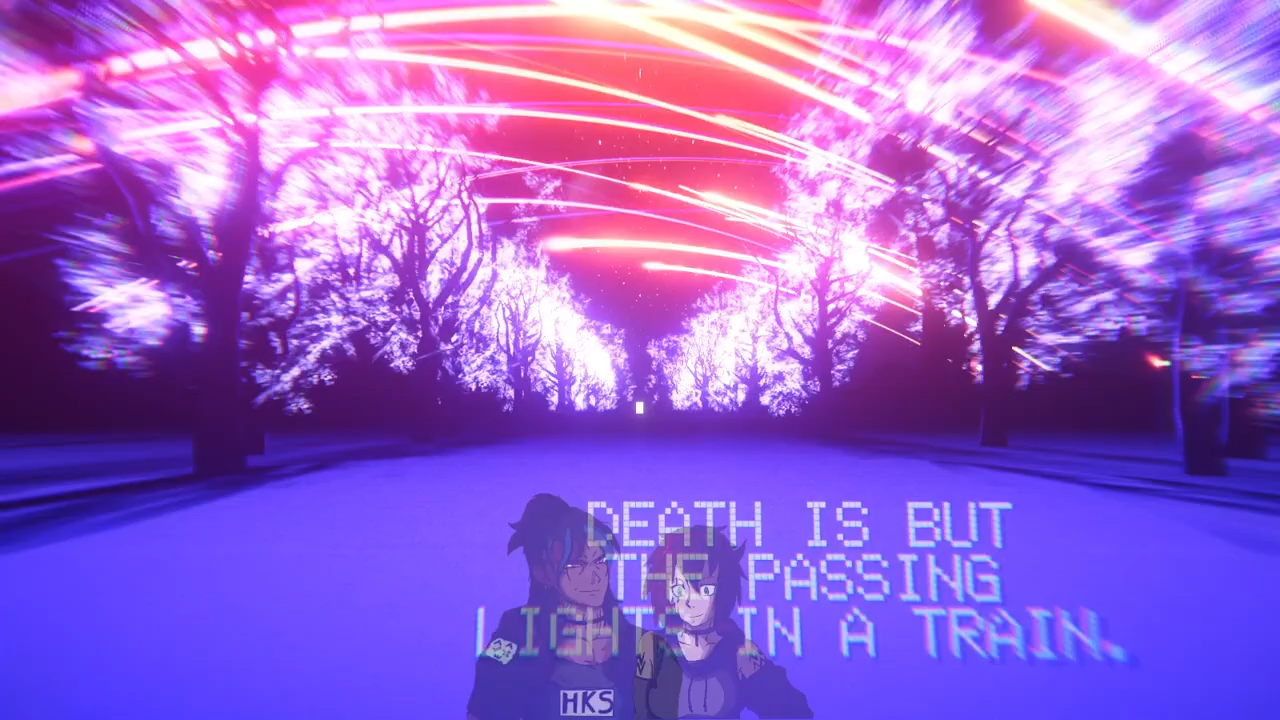 DEATH IS BUT
THE PASSING
LIGHTS IN A TRAIN.
HKS